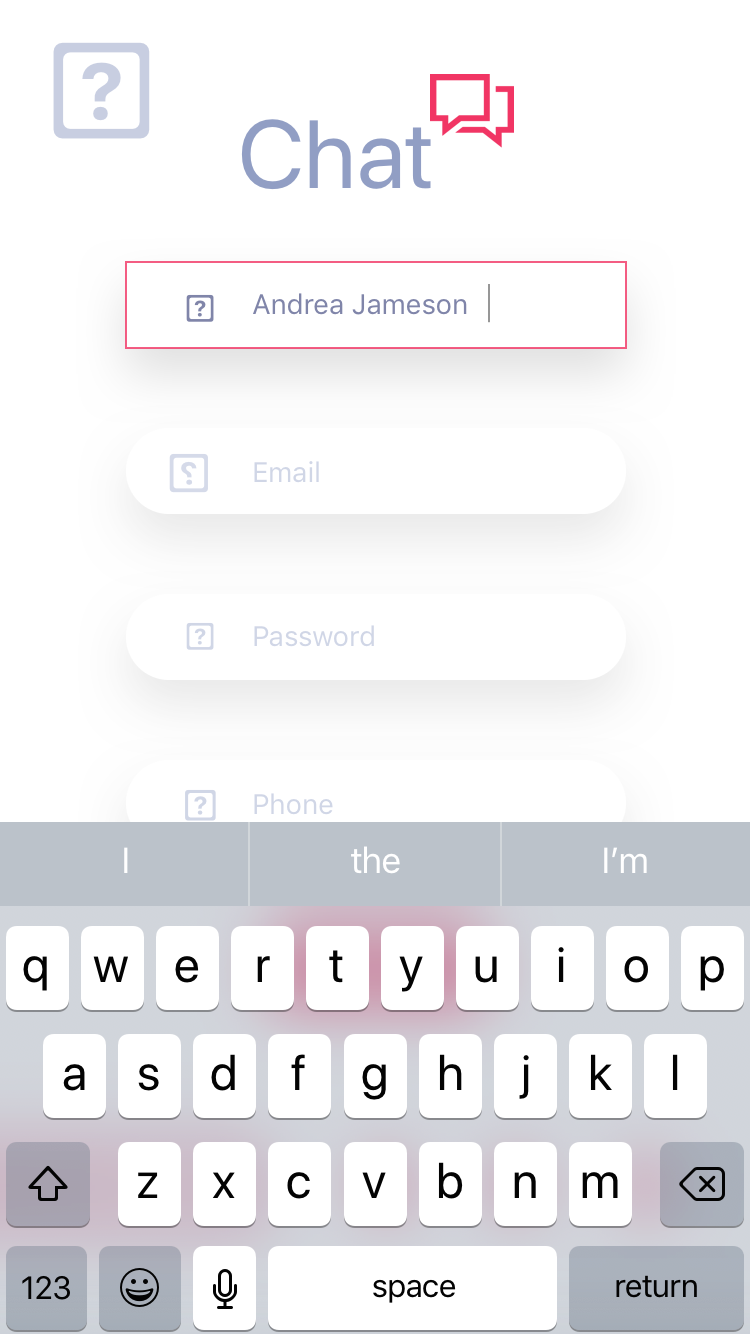 Chat
Andrea Jameson
Email
Password
Phone
I the I’m
q w e r t y u i o p
a s d f g h j k l
z x c v b n m
123 space return